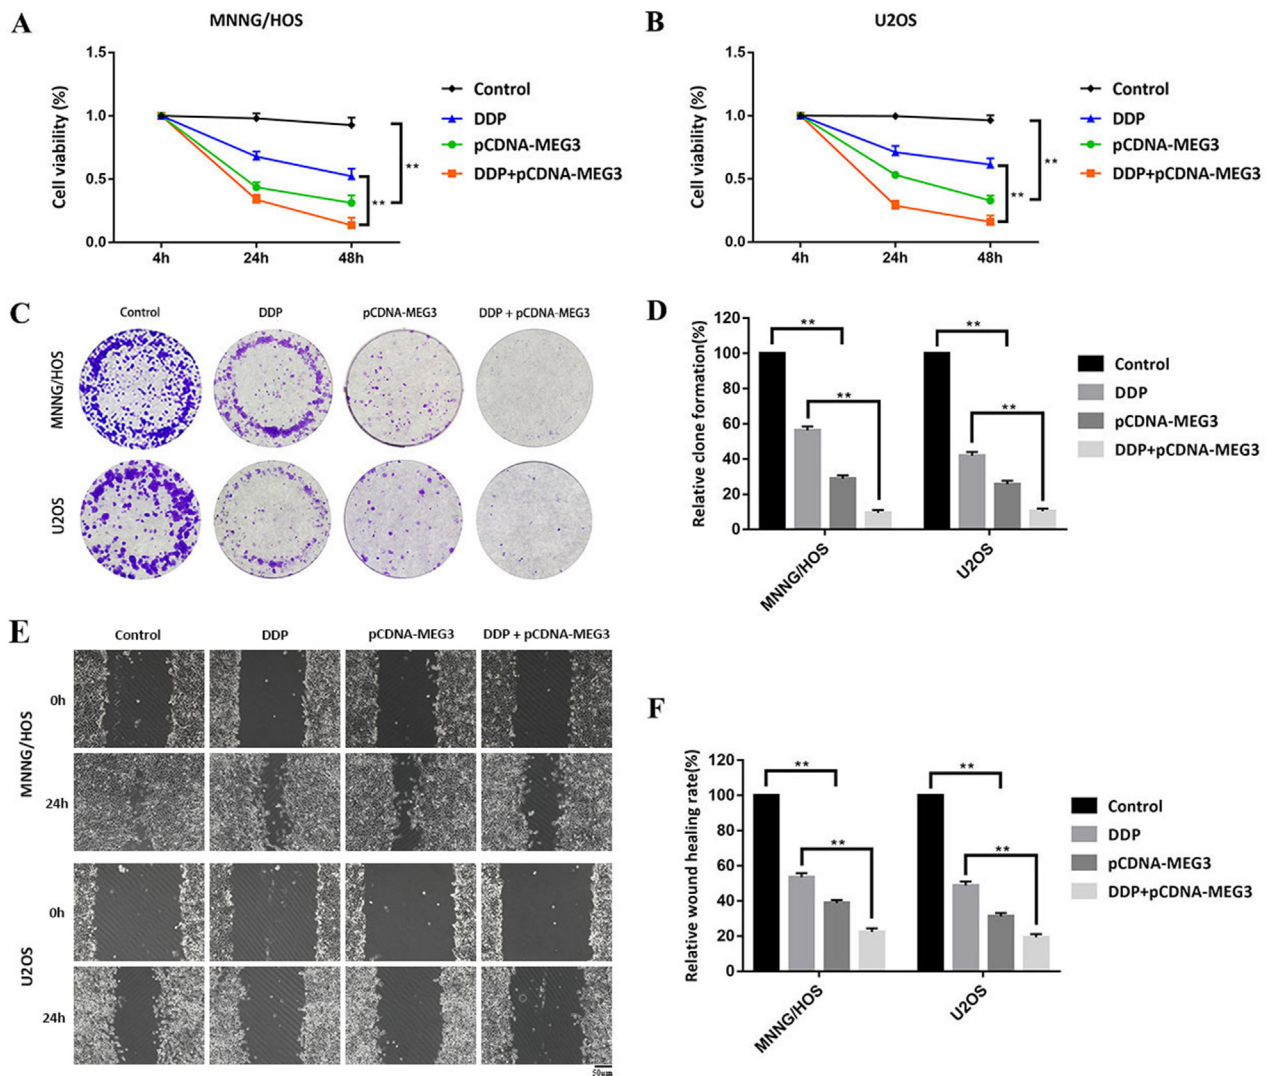 A
MNNG/HOS
Cell viability (%)
1.5
1.0
0.5
0.0
4h
24h
48h
**
**
Control
DDP
pCDNA-MEG3
DDP+pCDNA-MEG3
B
U2OS
Cell viability (%)
1.5
1.0
0.5
0.0
4h
24h
48h
**
**
Control
DDP
pCDNA-MEG3
DDP+pCDNA-MEG3
C
Control
DDP
pCDNA-MEG3
DDP + pCDNA-MEG3
MNNG/HOS
U2OS
D
Relative clone formation(%)
120
100
80
60
40
20
0
**
**
**
**
MNNG/HOS
U2OS
Control
DDP
pCDNA-MEG3
DDP+pCDNA-MEG3
E
Control
DDP
pCDNA-MEG3
DDP + pCDNA-MEG3
MNNG/HOS
0h
24h
U2OS
0h
24h
50um
F
Relative wound healing rate(%)
120
100
80
60
40
20
0
**
**
**
**
MNNG/HOS
U2OS
Control
DDP
pCDNA-MEG3
DDP+pCDNA-MEG3